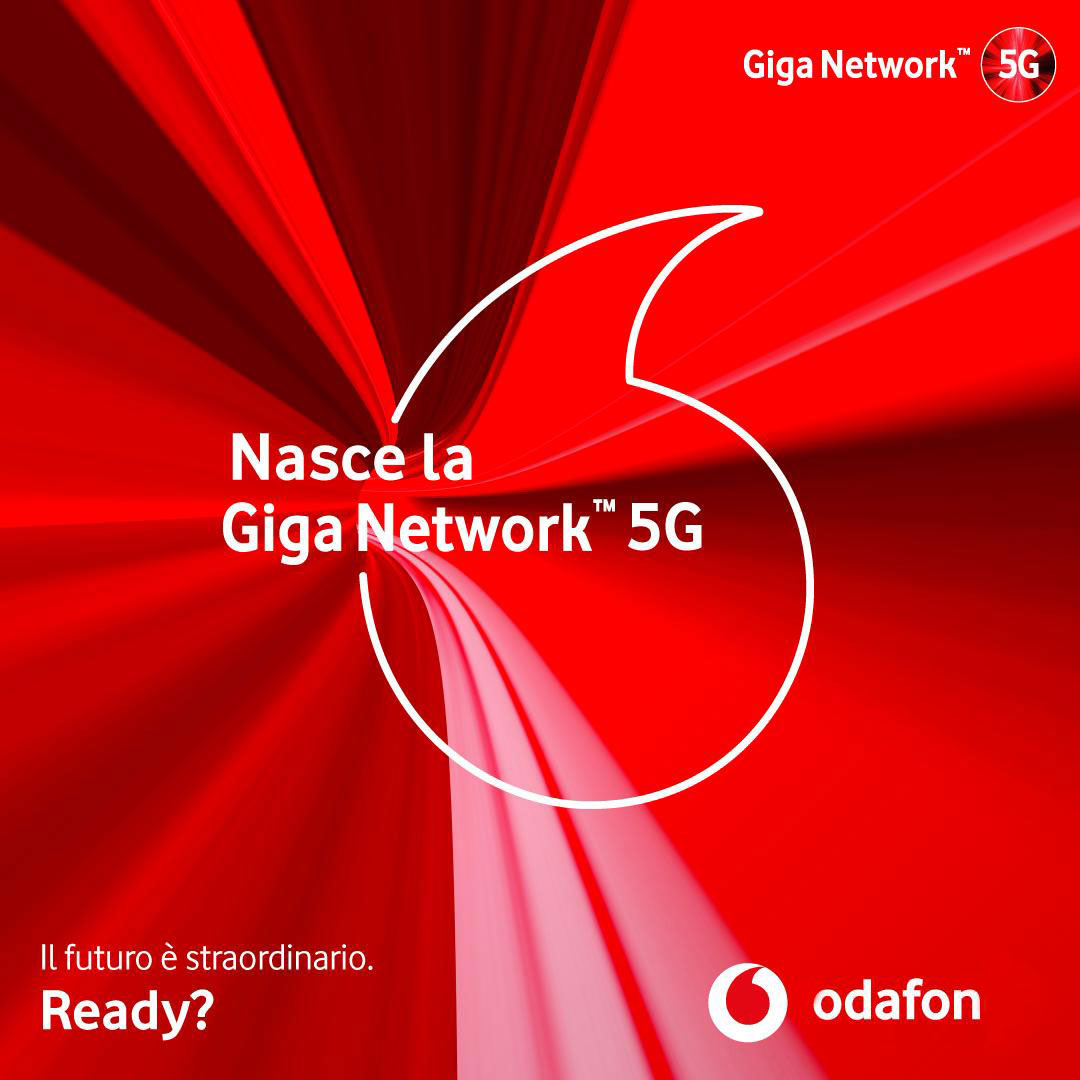 Giga Network™ 5G
Nasce la
Giga Network™ 5G
Il futuro è straordinario.
Ready?
odafon